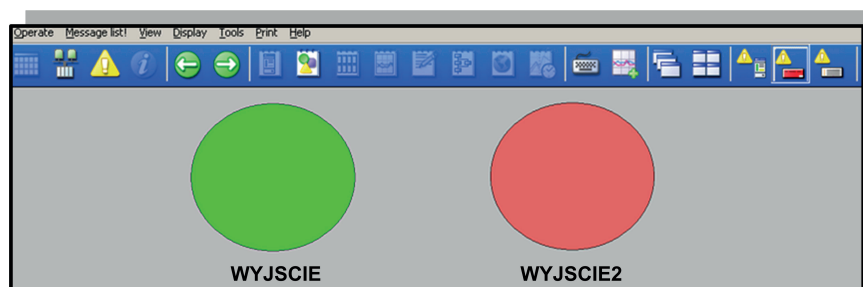 Operate Message list! View Display Tools Print Help
WYJSCIE WYJSCIE2